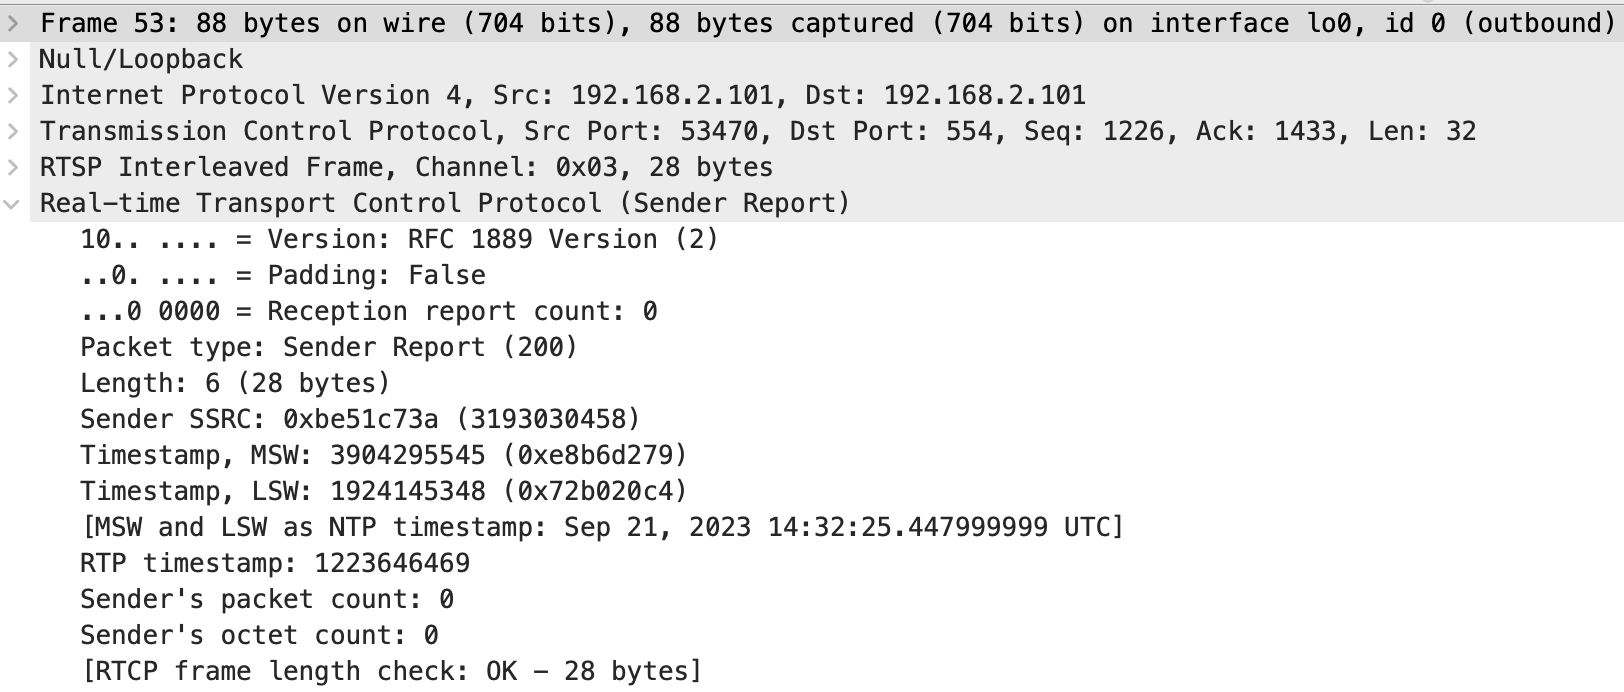 Frame 53: 88 bytes on wire (704 bits), 88 bytes captured (704 bits) on interface lo0, id 0 (outbound)
Null/Loopback
Internet Protocol Version 4, Src: 192.168.2.101, Dst: 192.168.2.101
Transmission Control Protocol, Src Port: 53470, Dst Port: 554, Seq: 1226, Ack: 1433, Len: 32
RTSP Interleaved Frame, Channel: 0x03, 28 bytes
Real-time Transport Control Protocol (Sender Report)
10.. .... = Version: RFC 1889 Version (2)
..0. .... = Padding: False
...0 0000 = Reception report count: 0
Packet type: Sender Report (200)
Length: 6 (28 bytes)
Sender SSRC: 0xbe51c73a (3193030458)
Timestamp, MSW: 3904295545 (0xe8b6d279)
Timestamp, LSW: 1924145348 (0x72b020c4)
[MSW and LSW as NTP timestamp: Sep 21, 2023 14:32:25.447999999 UTC]
RTP timestamp: 1223646469
Sender's packet count: 0
Sender's octet count: 0
[RTCP frame length check: OK - 28 bytes]